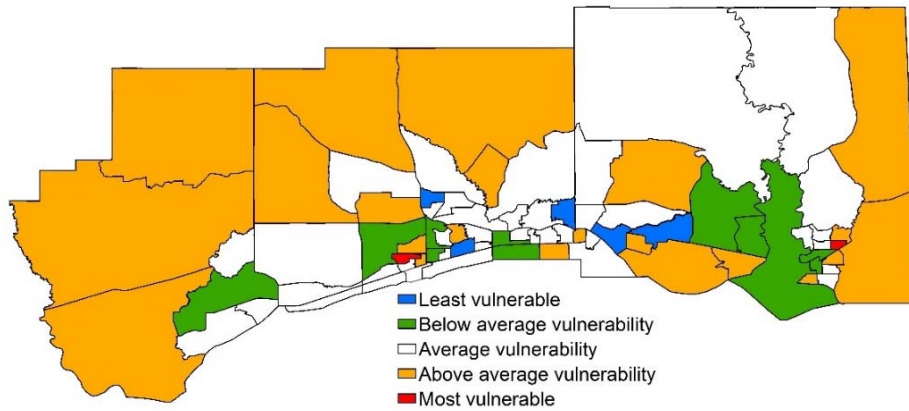 Least vulnerable
Below average vulnerability
Average vulnerability
Above average vulnerability
Most vulnerable